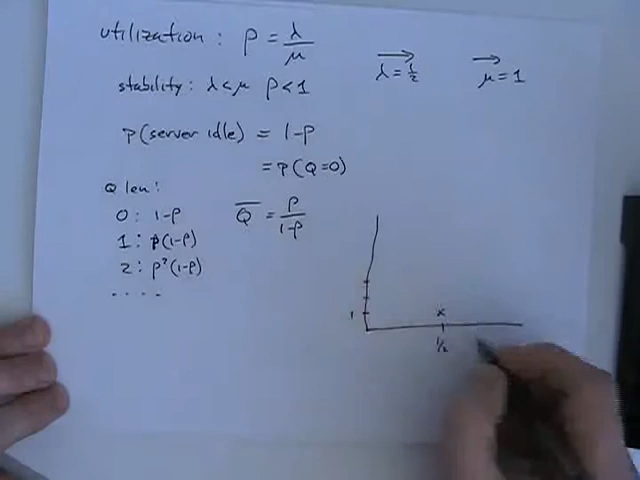 utilization : ρ = λ/μ
λ = 1/2
μ = 1
stability : λ < μ ρ < 1
p(server idle) = 1-ρ
= p(Q=0)
Q len:
0 : 1-ρ
Q̄ = ρ/1-ρ
1 : ρ(1-ρ)
2 : ρ²(1-ρ)
. . . .
1
x
1/2